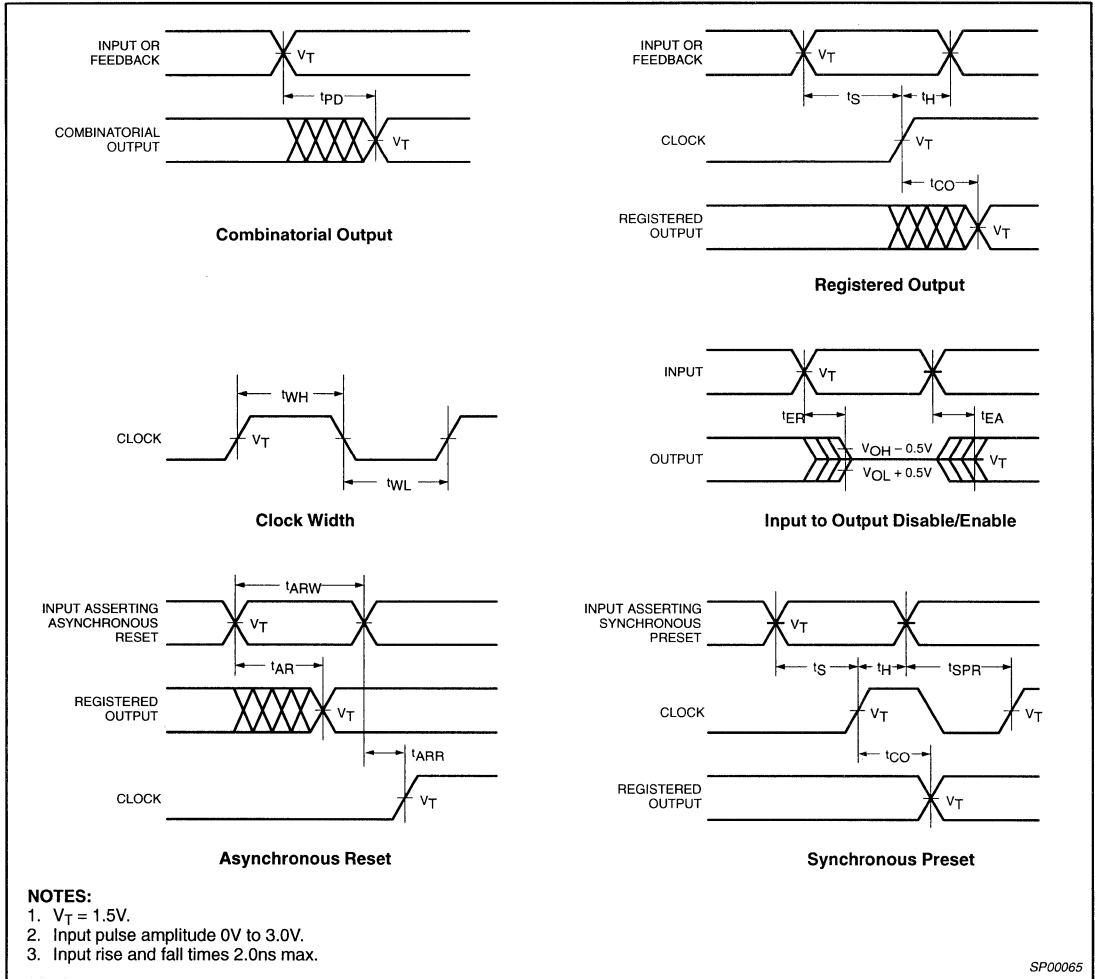 INPUT OR
FEEDBACK
VT
tPD
COMBINATORIAL
OUTPUT
VT
Combinatorial Output
INPUT OR
FEEDBACK
VT
tS
tH
CLOCK
VT
tCO
REGISTERED
OUTPUT
VT
Registered Output
tWH
CLOCK
VT
tWL
Clock Width
INPUT
VT
tER
tEA
OUTPUT
VOH – 0.5V
VOL + 0.5V
VT
Input to Output Disable/Enable
tARW
INPUT ASSERTING
ASYNCHRONOUS
RESET
VT
tAR
REGISTERED
OUTPUT
VT
tARR
CLOCK
VT
Asynchronous Reset
INPUT ASSERTING
SYNCHRONOUS
PRESET
VT
tS
tH
tSPR
CLOCK
VT
VT
tCO
REGISTERED
OUTPUT
VT
Synchronous Preset
NOTES:
1. VT = 1.5V.
2. Input pulse amplitude 0V to 3.0V.
3. Input rise and fall times 2.0ns max.
SP00065